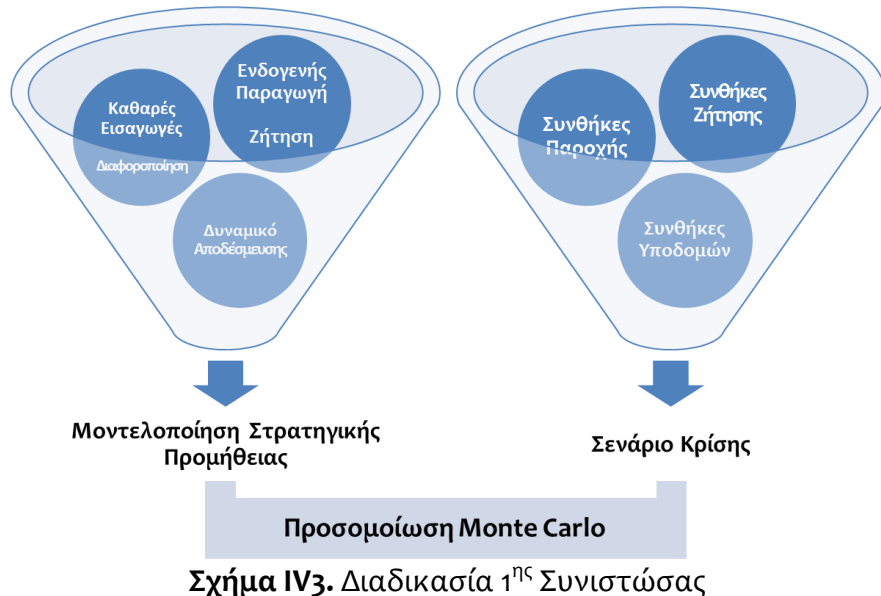 Καθαρές
Εισαγωγές
Διαφοροποίηση
Ενδογενής
Παραγωγή
Ζήτηση
Δυναμικό
Αποδέσμευσης
Συνθήκες
Παροχής
Συνθήκες
Ζήτησης
Συνθήκες
Υποδομών
Μοντελοποίηση Στρατηγικής
Προμήθειας
Σενάριο Κρίσης
Προσομοίωση Monte Carlo
Σχήμα IV3. Διαδικασία 1ης Συνιστώσας